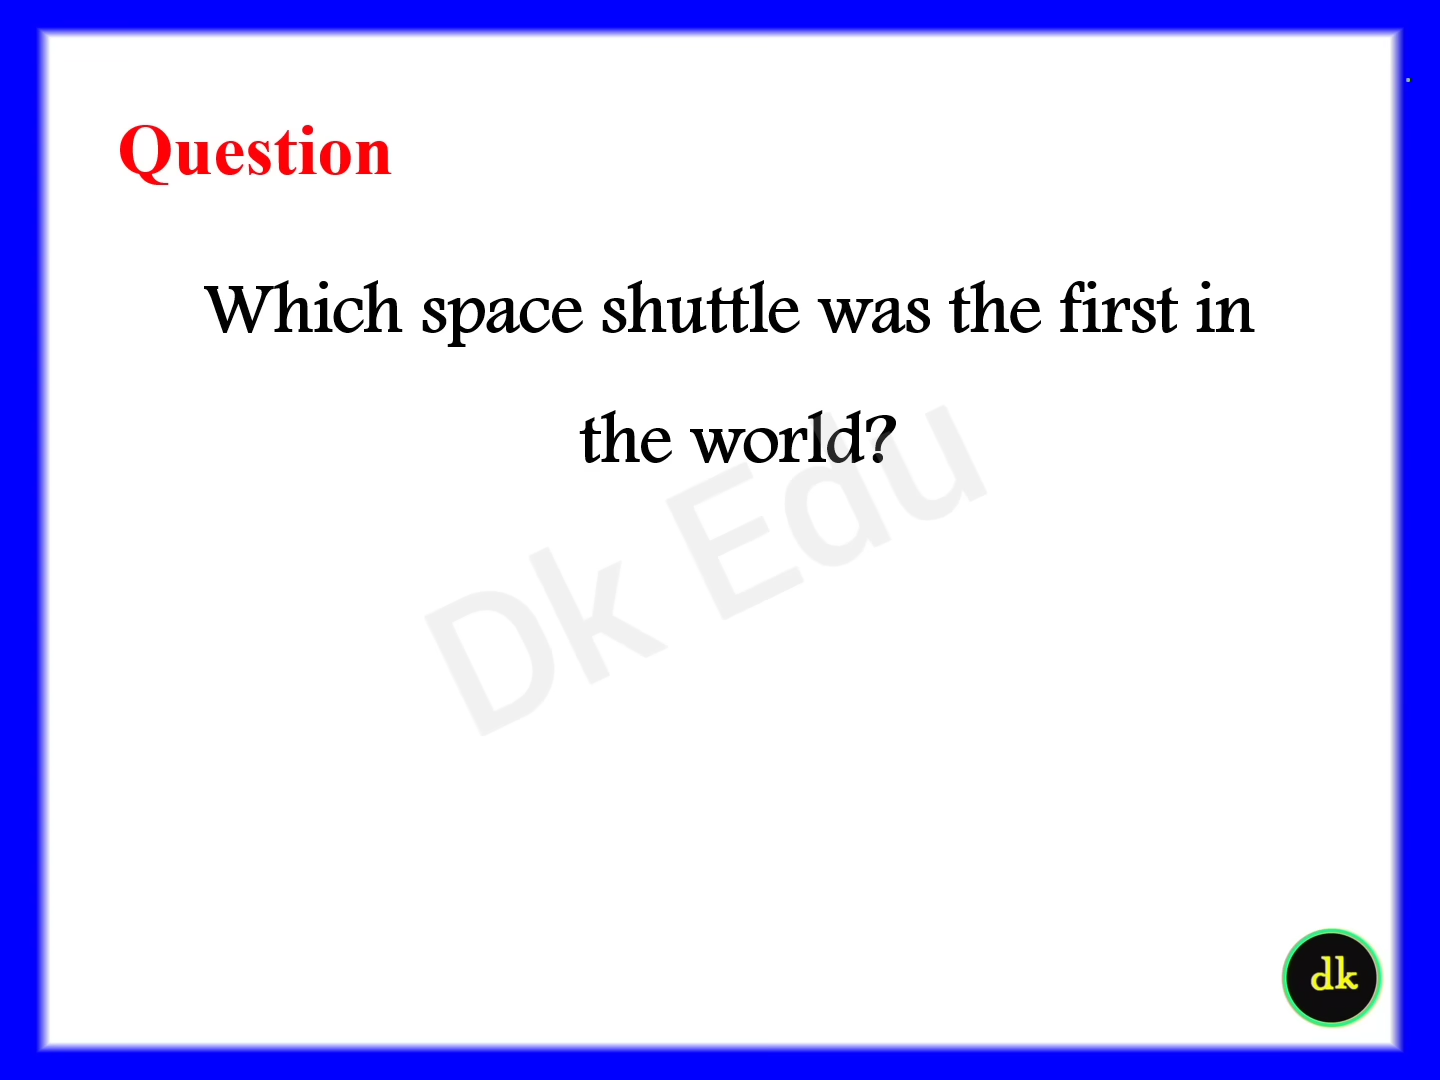 Question
Which space shuttle was the first in
the world?
Dk Edu
dk